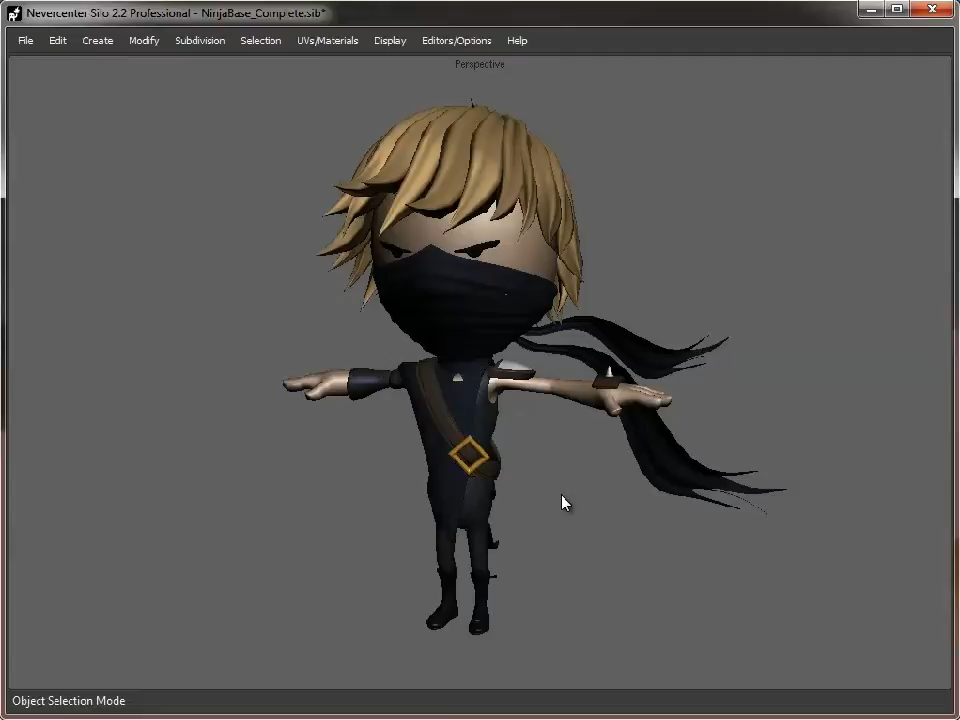 Nevercenter Silo 2.2 Professional - NinjaBase_Complete.sib*
File Edit Create Modify Subdivision Selection UVs/Materials Display Editors/Options Help
Perspective
Object Selection Mode